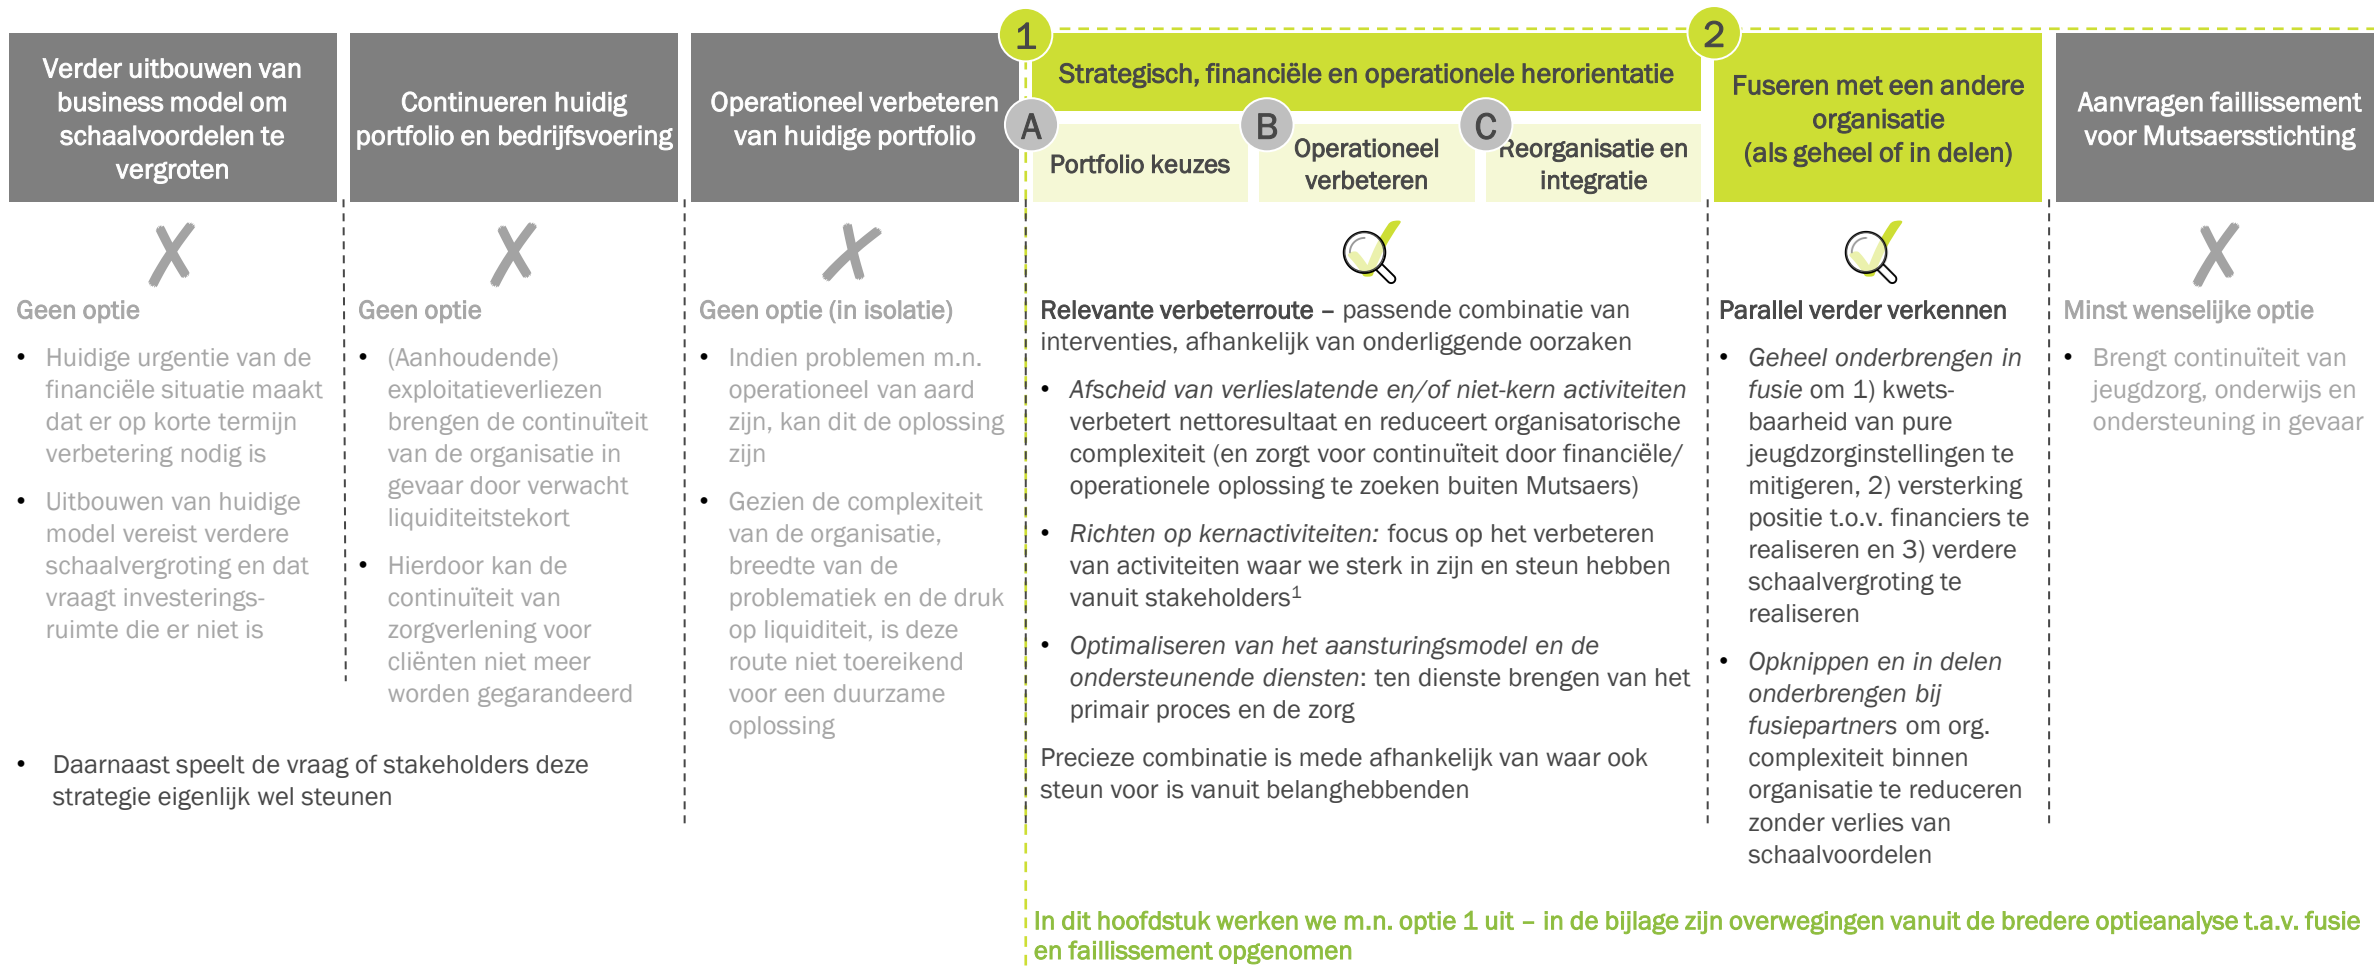 Verder uitbouwen van
business model om
schaalvoordelen te
vergroten
Geen optie
• Huidige urgentie van de
financiële situatie maakt
dat er op korte termijn
verbetering nodig is
• Uitbouwen van huidige
model vereist verdere
schaalvergroting en dat
vraagt investerings-
ruimte die er niet is
Continueren huidig
portfolio en bedrijfsvoering
Geen optie
• (Aanhoudende)
exploitatieverliezen
brengen de continuïteit
van de organisatie in
gevaar door verwacht
liquiditeitstekort
• Hierdoor kan de
continuïteit van
zorgverlening voor
cliënten niet meer
worden gegarandeerd
• Daarnaast speelt de vraag of stakeholders deze
strategie eigenlijk wel steunen
Operationeel verbeteren
van huidige portfolio
Geen optie (in isolatie)
• Indien problemen m.n.
operationeel van aard
zijn, kan dit de oplossing
zijn
• Gezien de complexiteit
van de organisatie,
breedte van de
problematiek en de druk
op liquiditeit, is deze
route niet toereikend
voor een duurzame
oplossing
1
Strategisch, financiële en operationele herorientatie
A
Portfolio keuzes
B
Operationeel
verbeteren
C
Reorganisatie en
integratie
Relevante verbeterroute – passende combinatie van
interventies, afhankelijk van onderliggende oorzaken
• Afscheid van verlieslatende en/of niet-kern activiteiten
verbetert nettoresultaat en reduceert organisatorische
complexiteit (en zorgt voor continuïteit door financiële/
operationele oplossing te zoeken buiten Mutsaers)
• Richten op kernactiviteiten: focus op het verbeteren
van activiteiten waar we sterk in zijn en steun hebben
vanuit stakeholders1
• Optimaliseren van het aansturingsmodel en de
ondersteunende diensten: ten dienste brengen van het
primair proces en de zorg
Precieze combinatie is mede afhankelijk van waar ook
steun voor is vanuit belanghebbenden
2
Fuseren met een andere
organisatie
(als geheel of in delen)
Parallel verder verkennen
• Geheel onderbrengen in
fusie om 1) kwets-
baarheid van pure
jeugdzorginstellingen te
mitigeren, 2) versterking
positie t.o.v. financiers te
realiseren en 3) verdere
schaalvergroting te
realiseren
• Opknippen en in delen
onderbrengen bij
fusiepartners om org.
complexiteit binnen
organisatie te reduceren
zonder verlies van
schaalvoordelen
Aanvragen faillissement
voor Mutsaersstichting
Minst wenselijke optie
• Brengt continuïteit van
jeugdzorg, onderwijs en
ondersteuning in gevaar
In dit hoofdstuk werken we m.n. optie 1 uit – in de bijlage zijn overwegingen vanuit de bredere optieanalyse t.a.v. fusie
en faillissement opgenomen